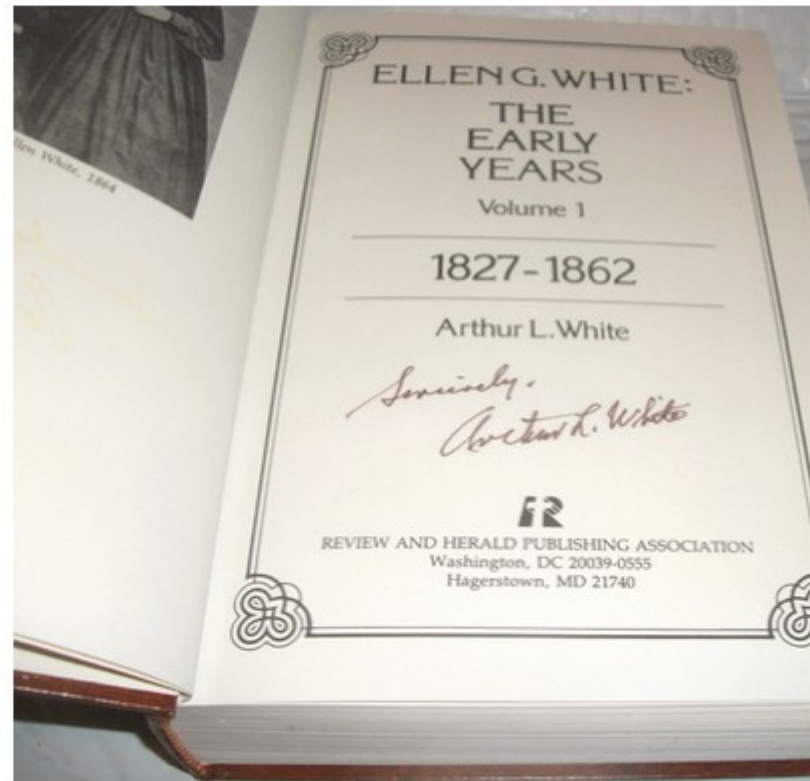 Ellen White, 1864
ELLEN G. WHITE:
THE
EARLY
YEARS
Volume 1
1827-1862
Arthur L. White
Sincerely,
Arthur L. White
REVIEW AND HERALD PUBLISHING ASSOCIATION
Washington, DC 20039-0555
Hagerstown, MD 21740